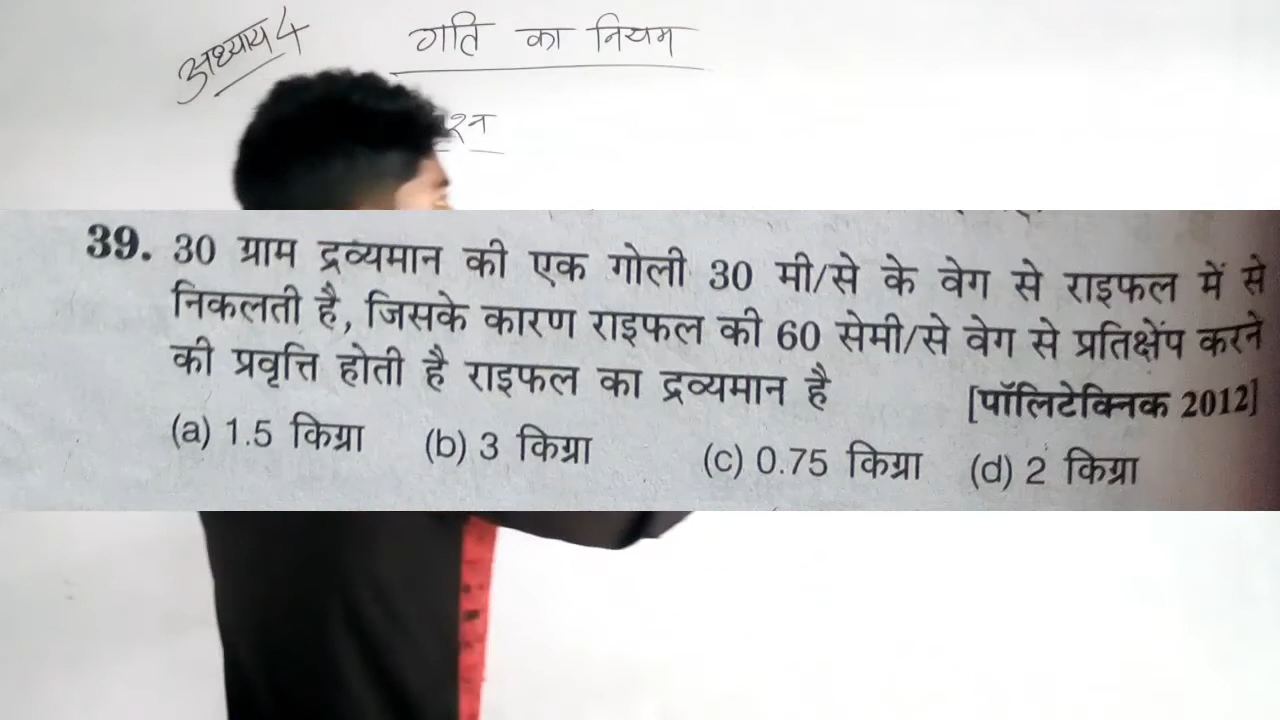 अध्याय 4
गति का नियम
39. 30 ग्राम द्रव्यमान की एक गोली 30 मी/से के वेग से राइफल में से
निकलती है, जिसके कारण राइफल की 60 सेमी/से वेग से प्रतिक्षेंप करने
की प्रवृत्ति होती है राइफल का द्रव्यमान है [पॉलिटेक्निक 2012]
(a) 1.5 किग्रा (b) 3 किग्रा (c) 0.75 किग्रा (d) 2 किग्रा